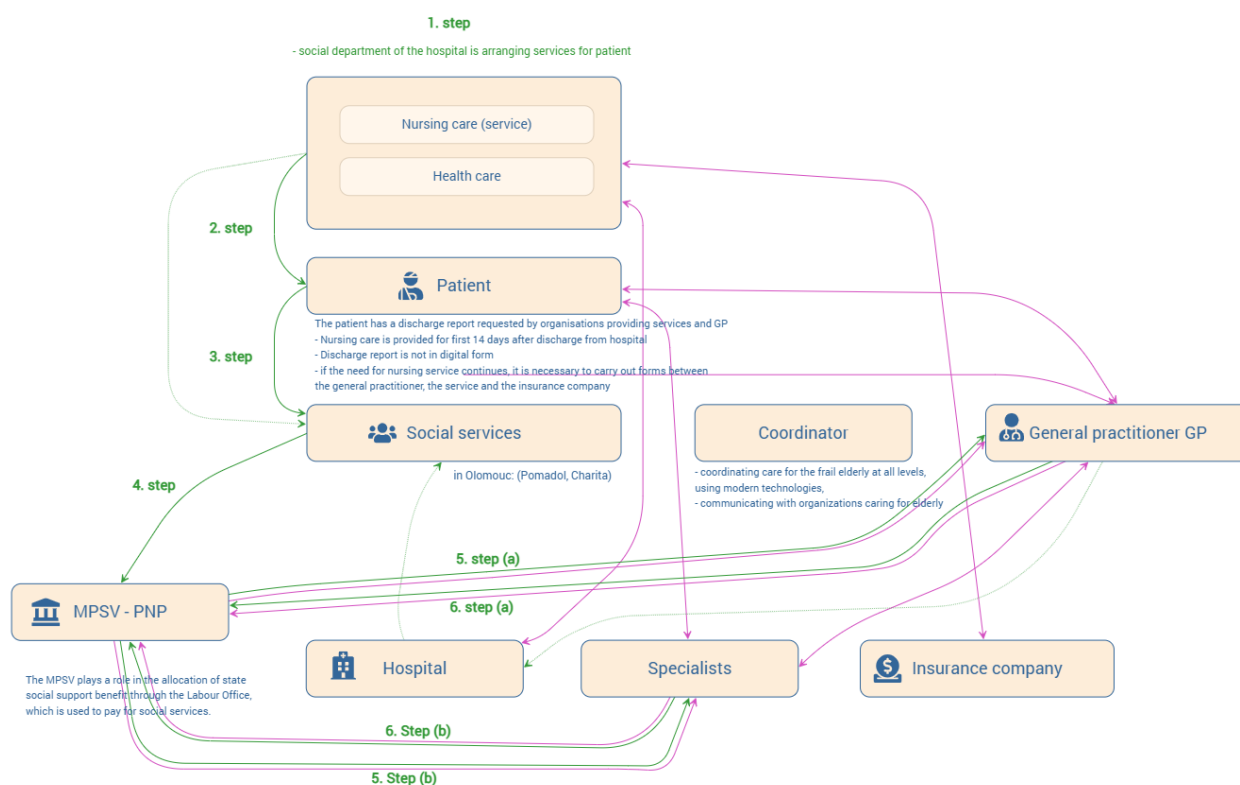 1. step
- social department of the hospital is arranging services for patient
Nursing care (service)
Health care
2. step
Patient
The patient has a discharge report requested by organisations providing services and GP
- Nursing care is provided for first 14 days after discharge from hospital
- Discharge report is not in digital form
- if the need for nursing service continues, it is necessary to carry out forms between
the general practitioner, the service and the insurance company
3. step
Social services
in Olomouc: (Pomadol, Charita)
Coordinator
- coordinating care for the frail elderly at all levels,
using modern technologies,
- communicating with organizations caring for elderly
General practitioner GP
4. step
5. step (a)
6. step (a)
MPSV - PNP
The MPSV plays a role in the allocation of state
social support benefit through the Labour Office,
which is used to pay for social services.
Hospital
Specialists
Insurance company
6. Step (b)
5. Step (b)